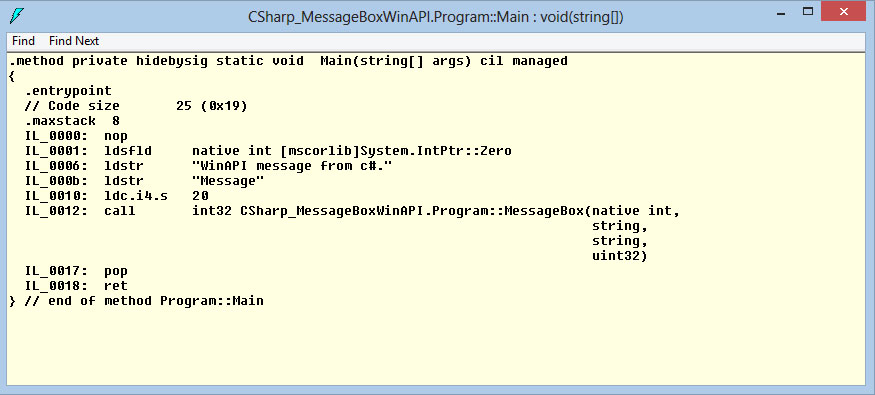 CSharp_MessageBoxWinAPI.Program::Main : void(string[])
Find Find Next
.method private hidebysig static void  Main(string[] args) cil managed
{
  .entrypoint
  // Code size       25 (0x19)
  .maxstack  8
  IL_0000:  nop
  IL_0001:  ldsfld     native int [mscorlib]System.IntPtr::Zero
  IL_0006:  ldstr      "WinAPI message from c#."
  IL_000b:  ldstr      "Message"
  IL_0010:  ldc.i4.s   20
  IL_0012:  call       int32 CSharp_MessageBoxWinAPI.Program::MessageBox(native int,
                                                                         string,
                                                                         string,
                                                                         uint32)
  IL_0017:  pop
  IL_0018:  ret
} // end of method Program::Main